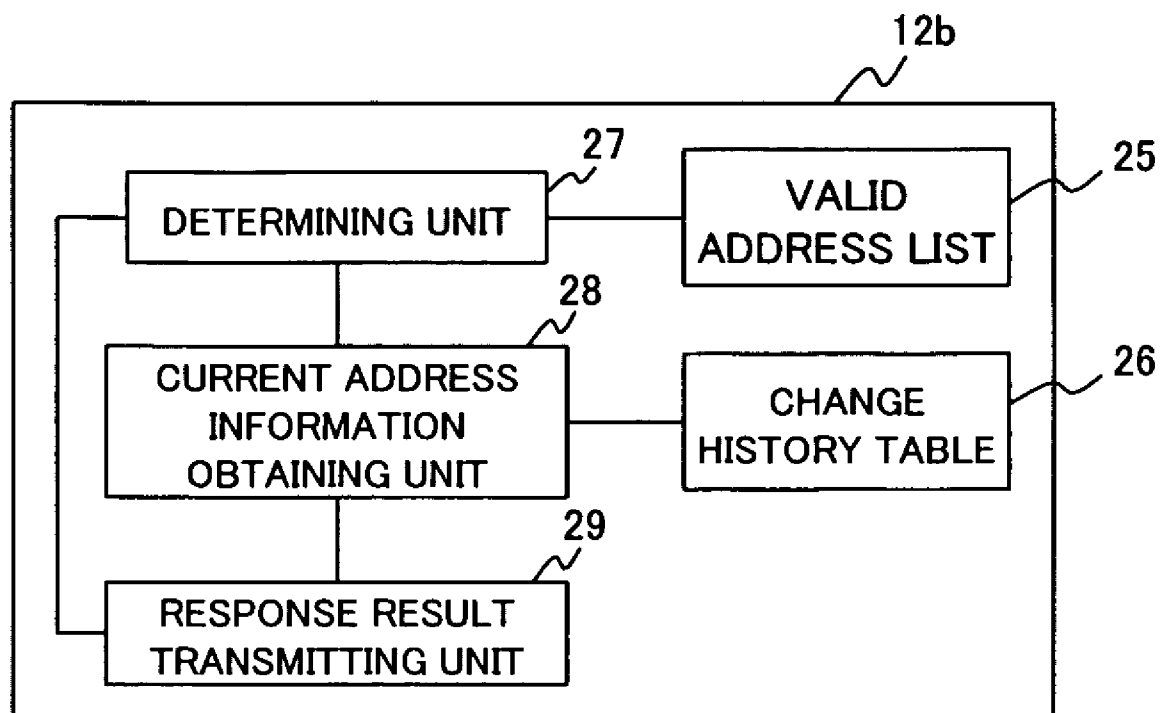 12b
27
DETERMINING UNIT
25
VALID
ADDRESS LIST
28
CURRENT ADDRESS
INFORMATION
OBTAINING UNIT
26
CHANGE
HISTORY TABLE
29
RESPONSE RESULT
TRANSMITTING UNIT